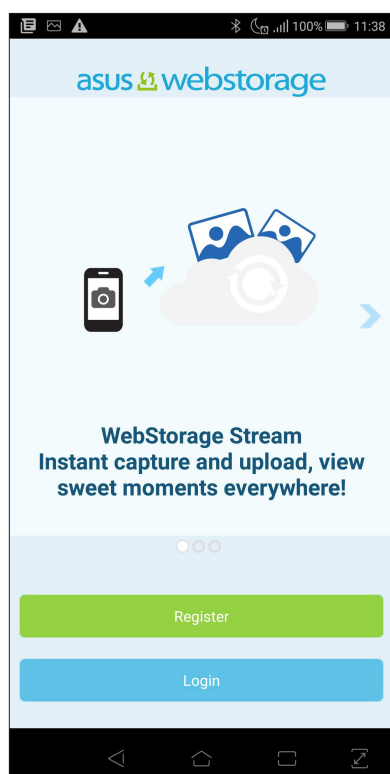 100% 11:38
asus webstorage
WebStorage Stream
Instant capture and upload, view
sweet moments everywhere!
Register
Login